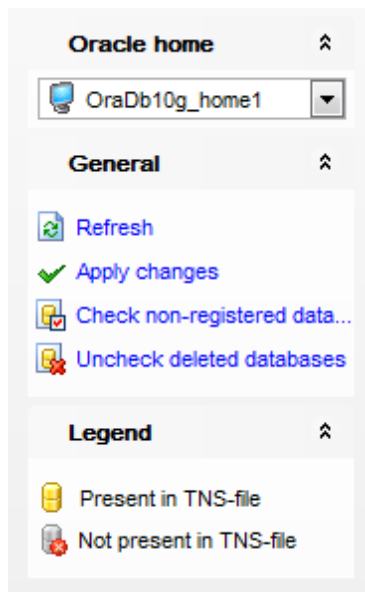 Oracle home
OraDb10g_home1
General
Refresh
Apply changes
Check non-registered data...
Uncheck deleted databases
Legend
Present in TNS-file
Not present in TNS-file